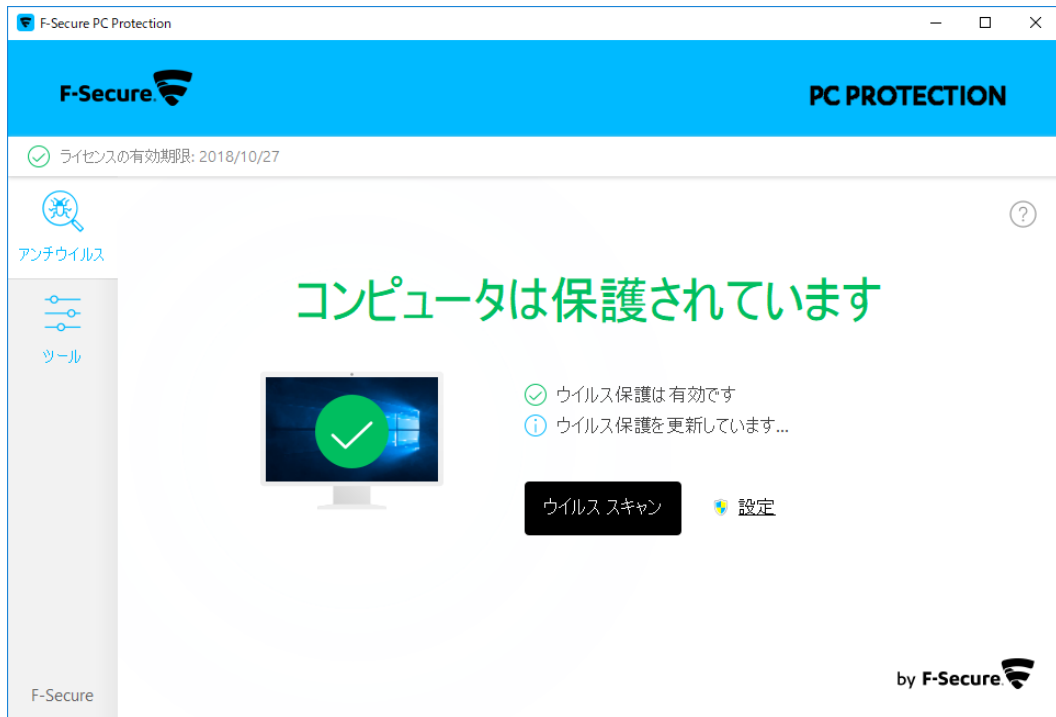 F-Secure PC Protection
F-Secure.
PC PROTECTION
ライセンスの有効期限: 2018/10/27
アンチウイルス
コンピュータは保護されています
ツール
ウイルス保護は有効です
ウイルス保護を更新しています...
ウイルス スキャン
設定
F-Secure
by F-Secure.